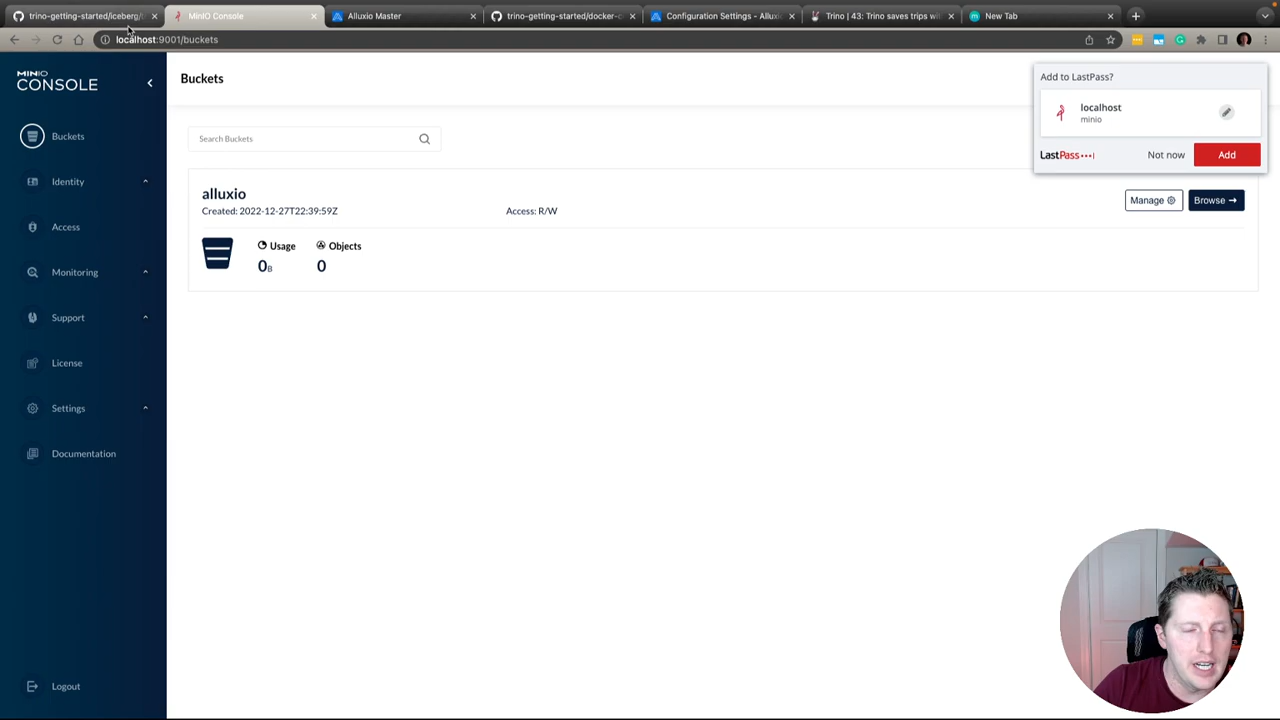 trino-getting-started/iceberg/
MinIO Console
Alluxio Master
trino-getting-started/docker-
Configuration Settings - Alluxi
Trino | 43: Trino saves trips wi
New Tab
localhost:9001/buckets
MINIO
CONSOLE
Buckets
Identity
Access
Monitoring
Support
License
Settings
Documentation
Logout
Buckets
Search Buckets
alluxio
Created: 2022-12-27T22:39:59Z
Access: R/W
Manage
Browse →
Usage
Objects
0B
0
Add to LastPass?
localhost
minio
LastPass
Not now
Add